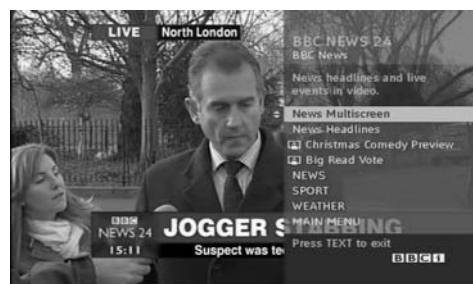 LIVE North London
BBC NEWS 24
BBC News
News headlines and live
events in video.
News Multiscreen
News Headlines
Christmas Comedy Preview
Big Read Vote
NEWS
SPORT
WEATHER
MAIN MENU
Press TEXT to exit
BBC 1
BBC
NEWS 24
15:11
JOGGER STABBING
Suspect was